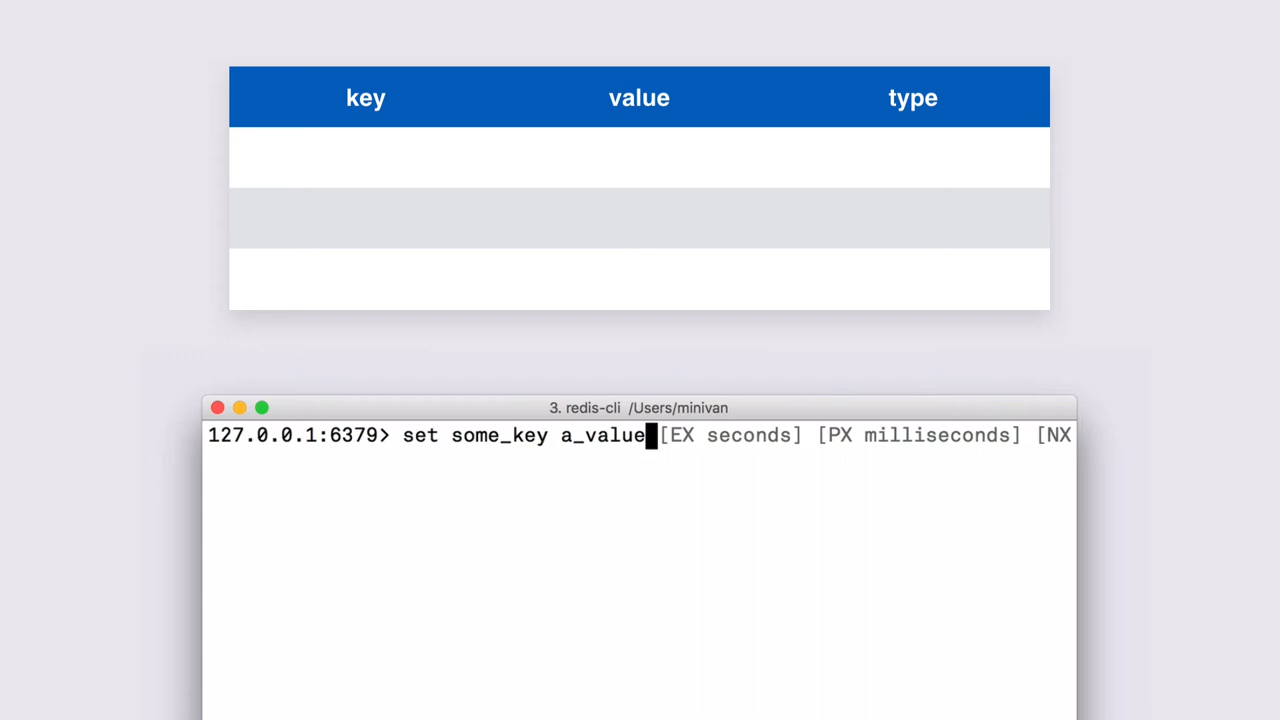 key value type
3. redis-cli /Users/minivan
127.0.0.1:6379> set some_key a_value [EX seconds] [PX milliseconds] [NX